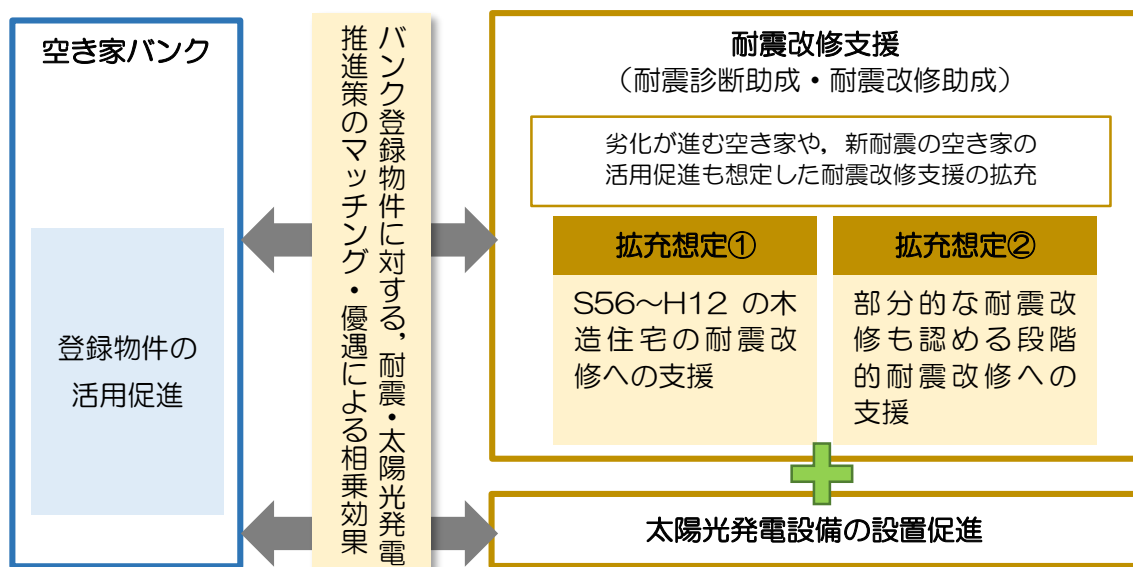 空き家バンク
登録物件の
活用促進
バンク登録物件に対する，耐震・太陽光発電
推進策のマッチング・優遇による相乗効果
耐震改修支援
（耐震診断助成・耐震改修助成）
劣化が進む空き家や，新耐震の空き家の
活用促進も想定した耐震改修支援の拡充
拡充想定①
S56～H12 の木
造住宅の耐震改
修への支援
拡充想定②
部分的な耐震改
修も認める段階
的耐震改修への
支援
太陽光発電設備の設置促進